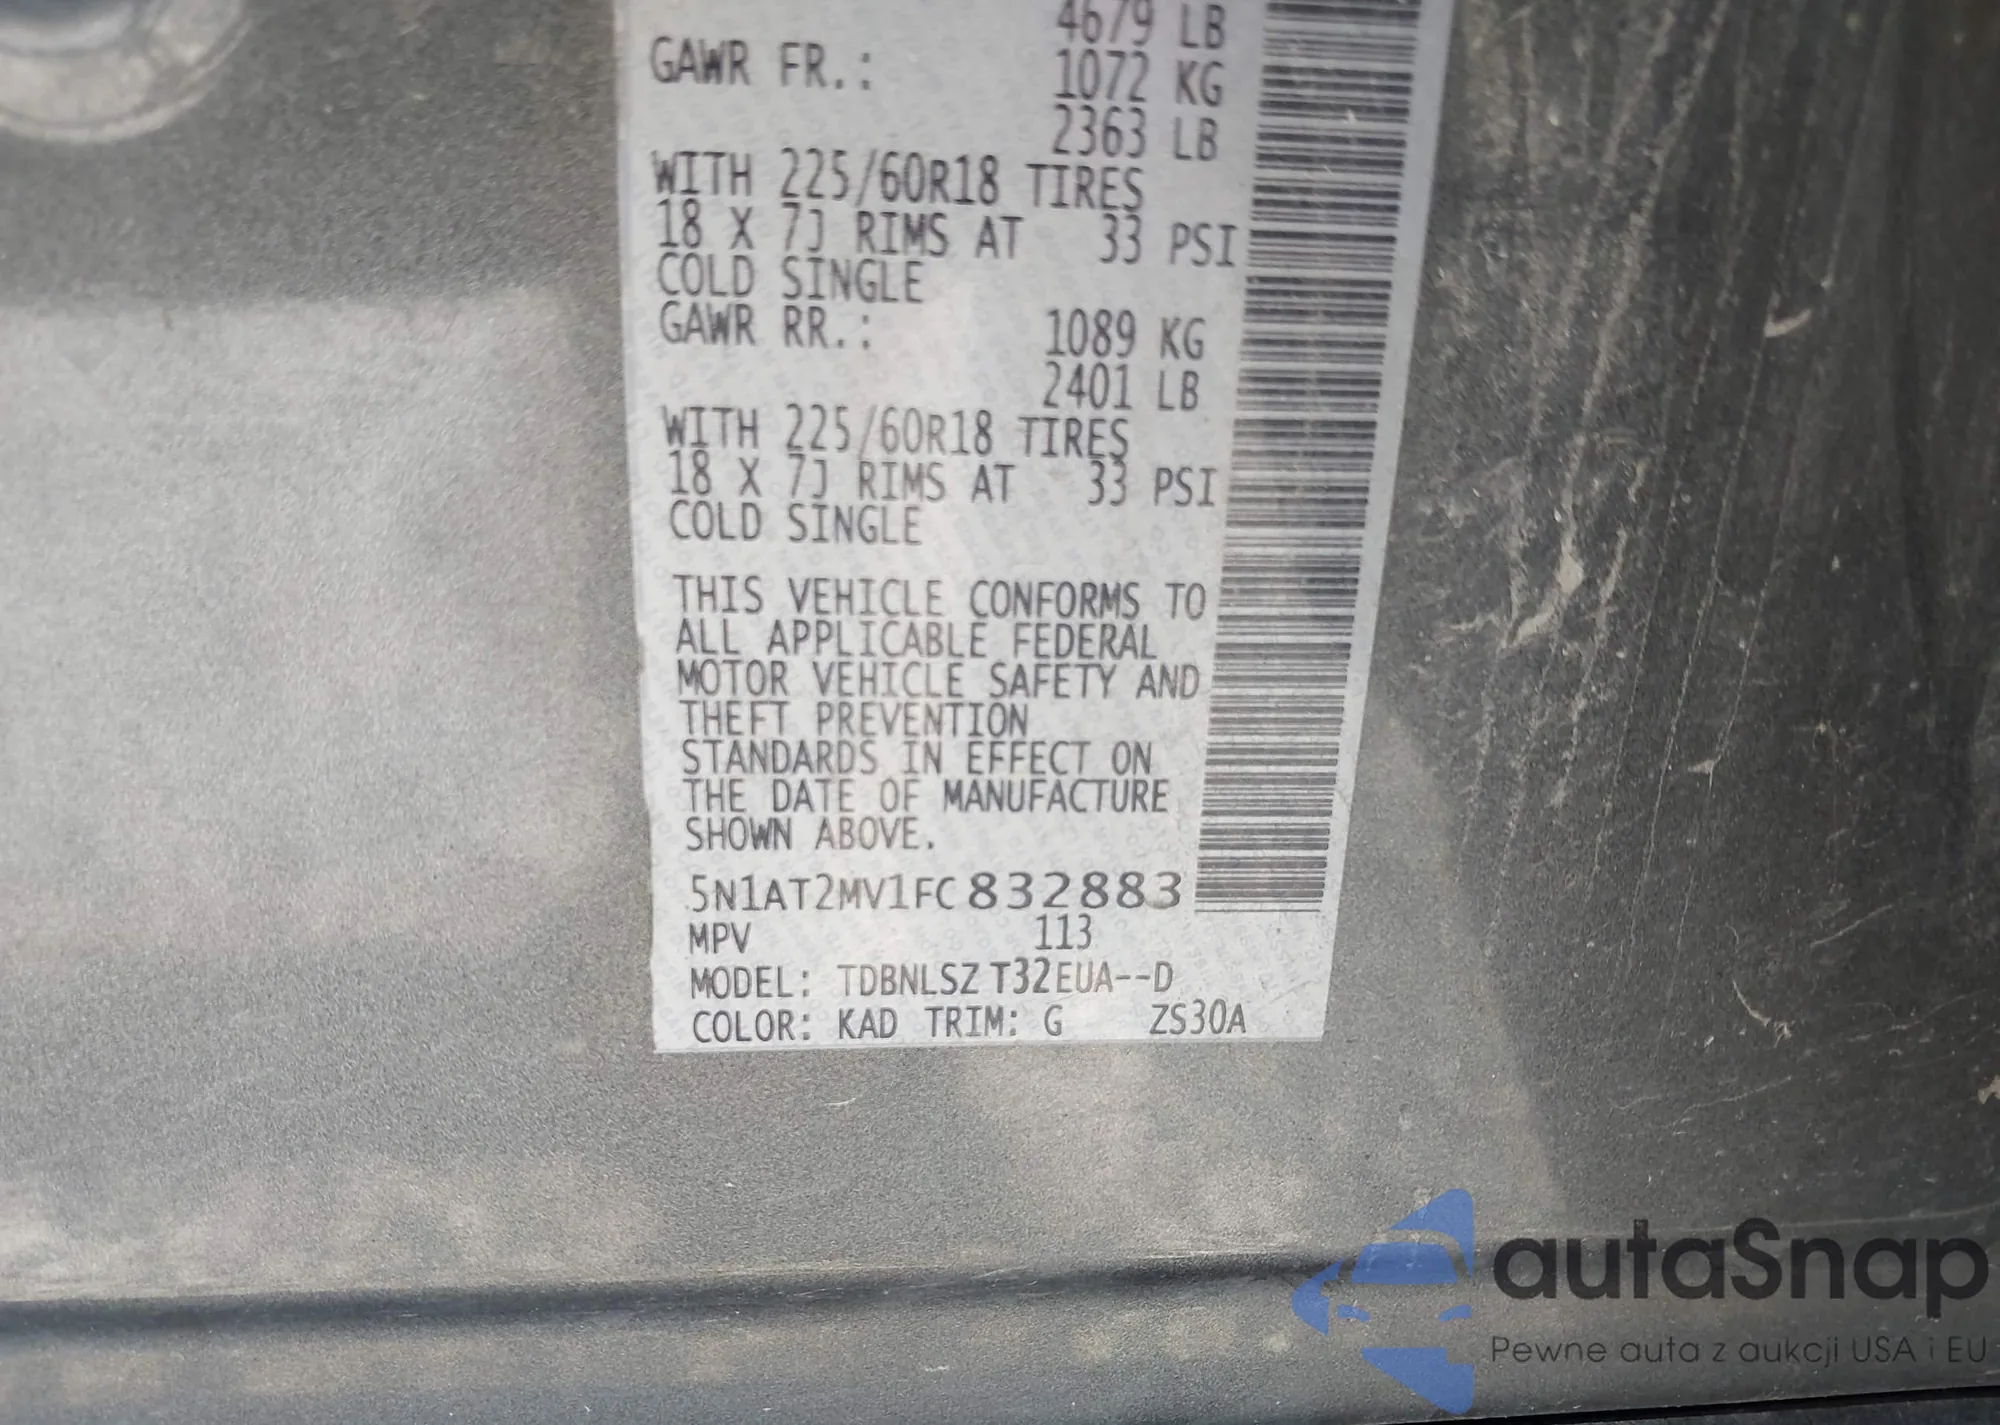 4679 LB
GAWR FR.: 1072 KG
2363 LB
WITH 225/60R18 TIRES
18 X 7J RIMS AT 33 PSI
COLD SINGLE
GAWR RR.: 1089 KG
2401 LB
WITH 225/60R18 TIRES
18 X 7J RIMS AT 33 PSI
COLD SINGLE
THIS VEHICLE CONFORMS TO
ALL APPLICABLE FEDERAL
MOTOR VEHICLE SAFETY AND
THEFT PREVENTION
STANDARDS IN EFFECT ON
THE DATE OF MANUFACTURE
SHOWN ABOVE.
5N1AT2MV1FC832883
MPV 113
MODEL: TDBNLSZ T32EUA--D
COLOR: KAD TRIM: G ZS30A
autaSnap
Pewne auta z aukcji USA i EU